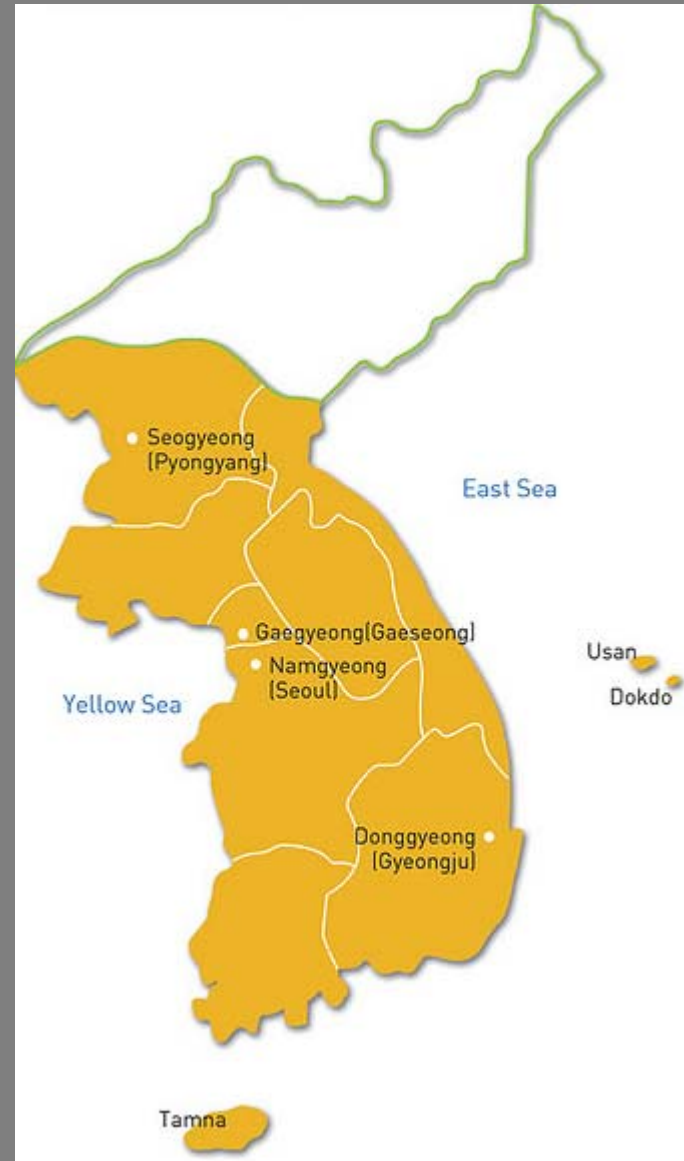 Seogyeong
(Pyongyang)
East Sea
Gaegyeong(Gaeseong)
Usan
Namgyeong
(Seoul)
Dokdo
Yellow Sea
Donggyeong
(Gyeongju)
Tamna